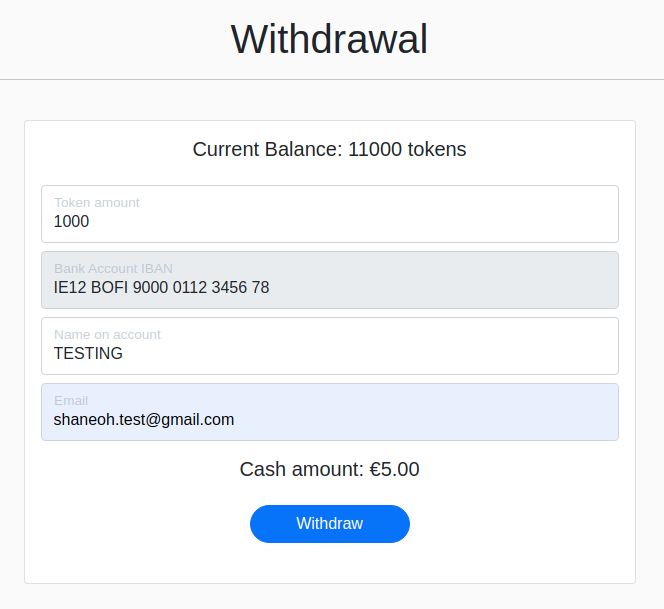 Withdrawal
Current Balance: 11000 tokens
Token amount
1000
Bank Account IBAN
IE12 BOFI 9000 0112 3456 78
Name on account
TESTING
Email
shaneoh.test@gmail.com
Cash amount: €5.00
Withdraw